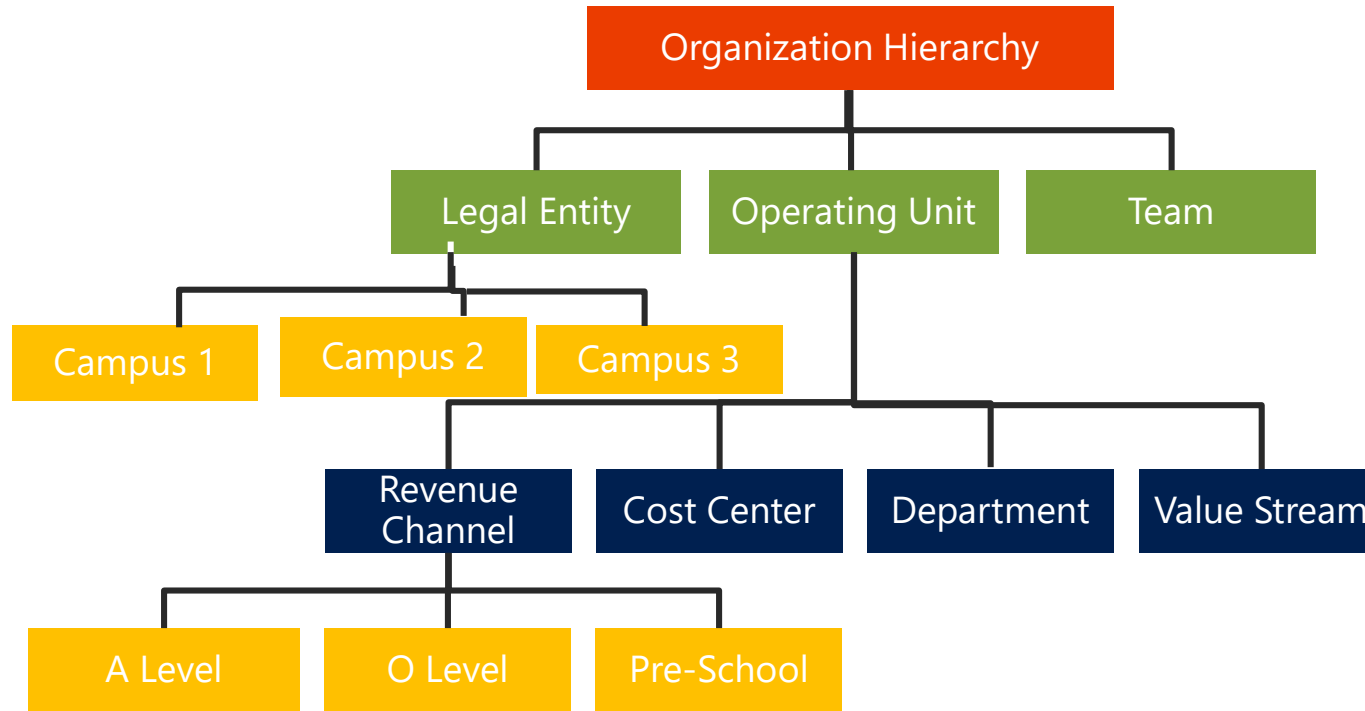 Organization Hierarchy
Legal Entity
Operating Unit
Team
Campus 1
Campus 2
Campus 3
Revenue
Channel
Cost Center
Department
Value Stream
A Level
O Level
Pre-School